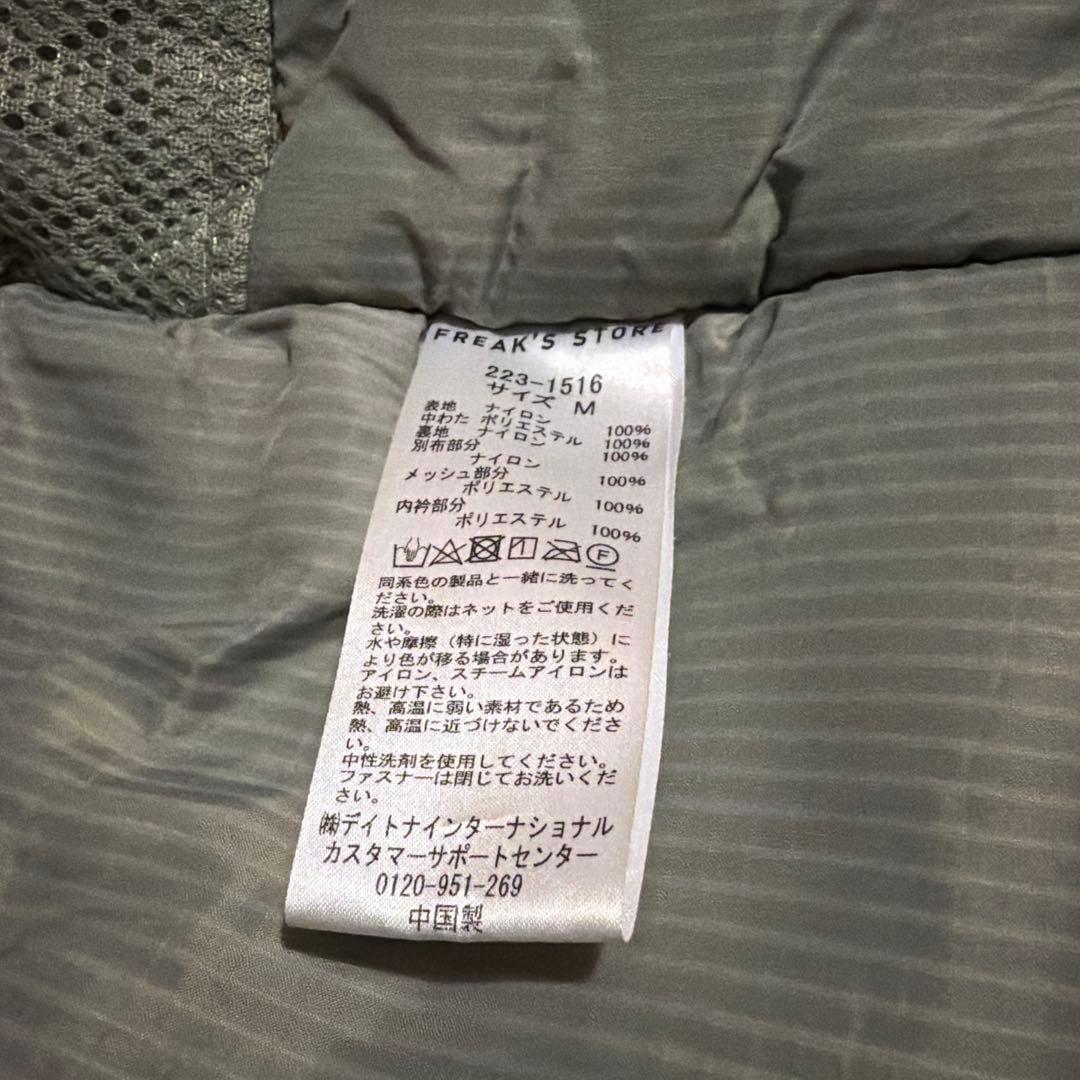 FREAK'S STORE
223-1516
サイズ M
表地 ナイロン 100%
中わた ポリエステル 100%
裏地 ナイロン 100%
別布部分
ナイロン 100%
メッシュ部分
ポリエステル 100%
内衿部分
ポリエステル 100%
F
同系色の製品と一緒に洗ってく
ださい。
洗濯の際はネットをご使用くだ
さい。
水や摩擦（特に湿った状態）に
より色が移る場合があります。
アイロン、スチームアイロンは
お避け下さい。
熱、高温に弱い素材であるため
熱、高温に近づけないでくださ
い。
中性洗剤を使用してください。
ファスナーは閉じてお洗いくだ
さい。
㈱デイトナインターナショナル
カスタマーサポートセンター
0120-951-269
中国製